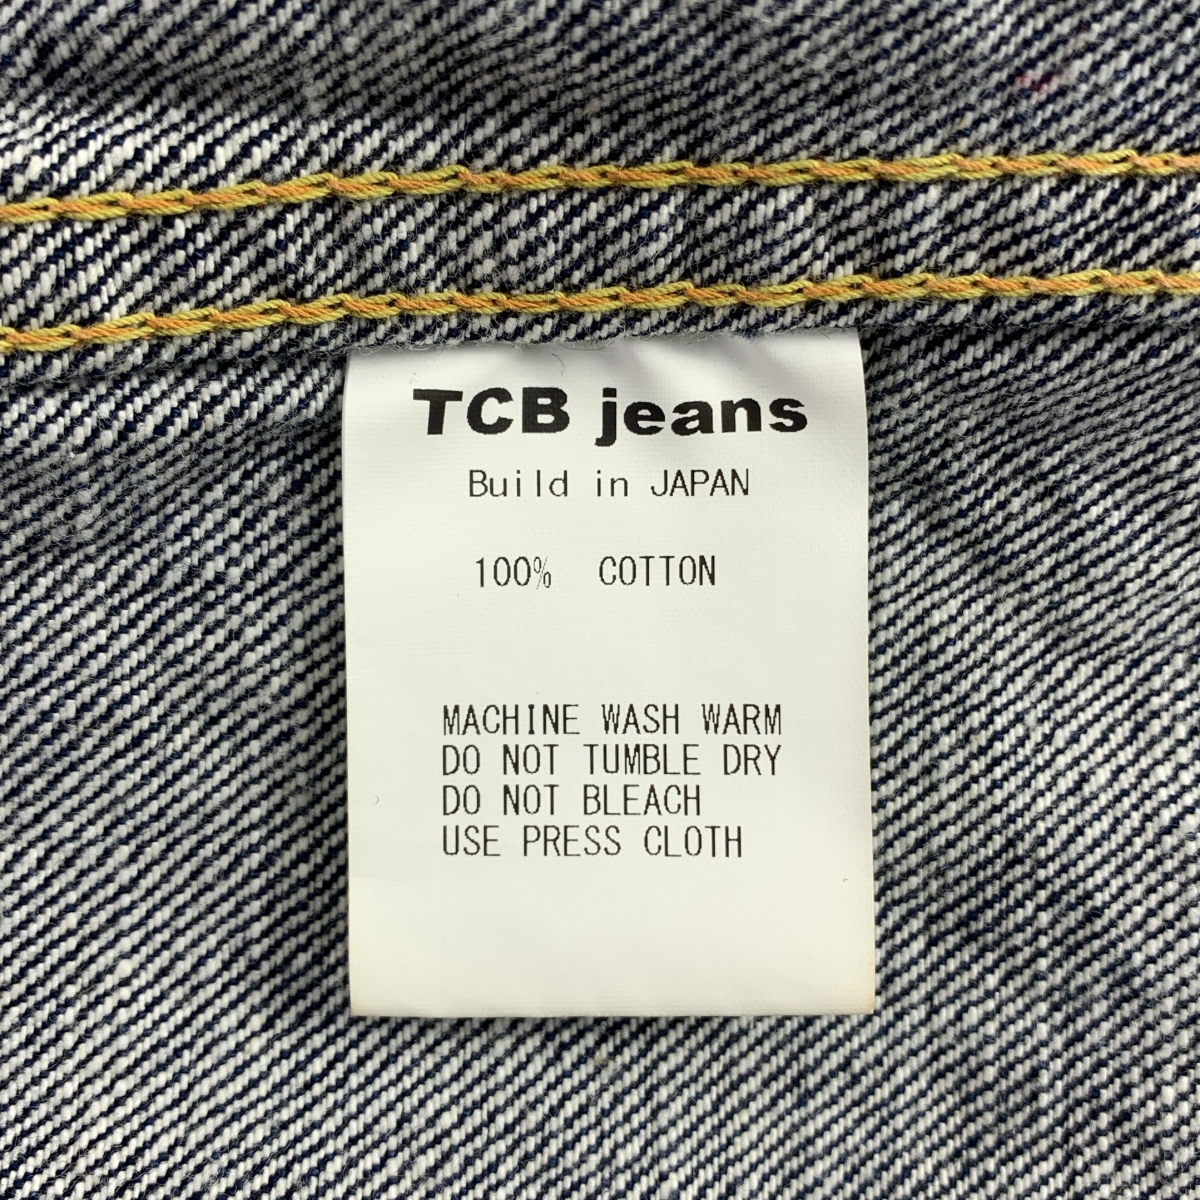 TCB jeans
Build in JAPAN
100% COTTON
MACHINE WASH WARM
DO NOT TUMBLE DRY
DO NOT BLEACH
USE PRESS CLOTH